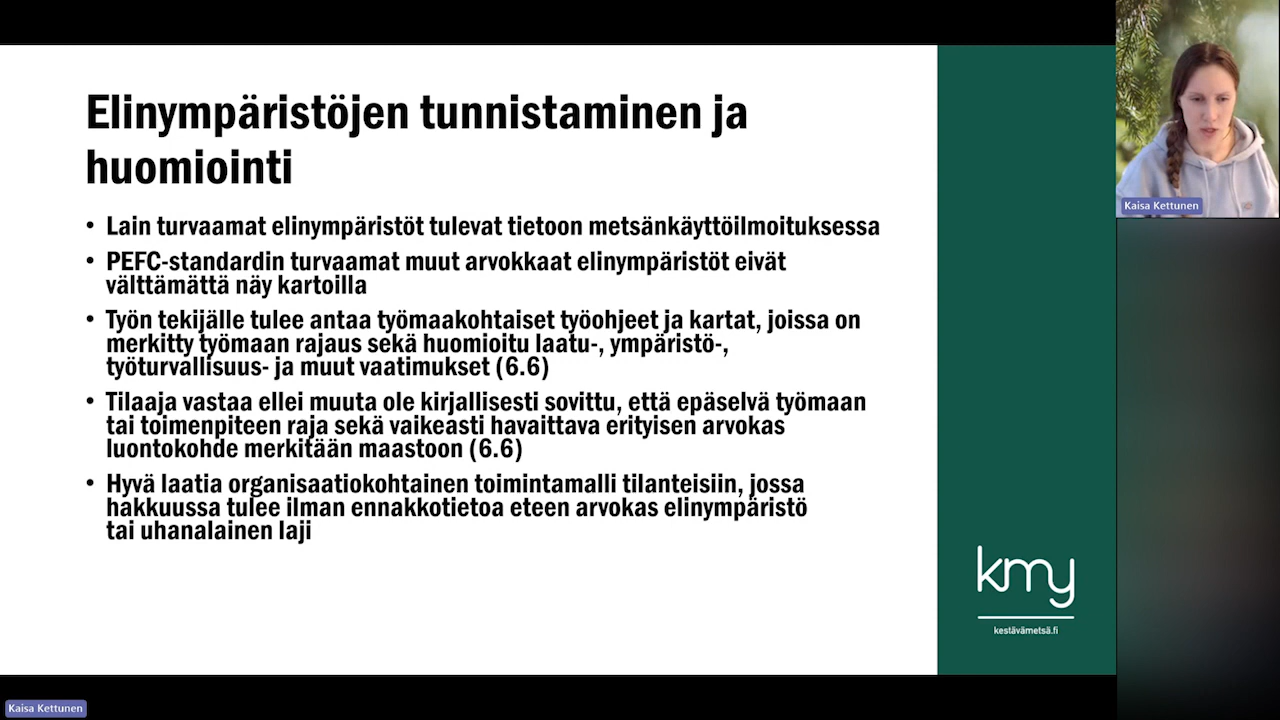 Elinympäristöjen tunnistaminen ja
huomiointi
• Lain turvaamat elinympäristöt tulevat tietoon metsänkäyttöilmoituksessa
• PEFC-standardin turvaamat muut arvokkaat elinympäristöt eivät
välttämättä näy kartoilla
• Työn tekijälle tulee antaa työmaakohtaiset työohjeet ja kartat, joissa on
merkitty työmaan rajaus sekä huomioitu laatu-, ympäristö-,
työturvallisuus- ja muut vaatimukset (6.6)
• Tilaaja vastaa ellei muuta ole kirjallisesti sovittu, että epäselvä työmaan
tai toimenpiteen raja sekä vaikeasti havaittava erityisen arvokas
luontokohde merkitään maastoon (6.6)
• Hyvä laatia organisaatiokohtainen toimintamalli tilanteisiin, jossa
hakkuussa tulee ilman ennakkotietoa eteen arvokas elinympäristö
tai uhanalainen laji
kmy
kestävämetsä.fi
Kaisa Kettunen
Kaisa Kettunen